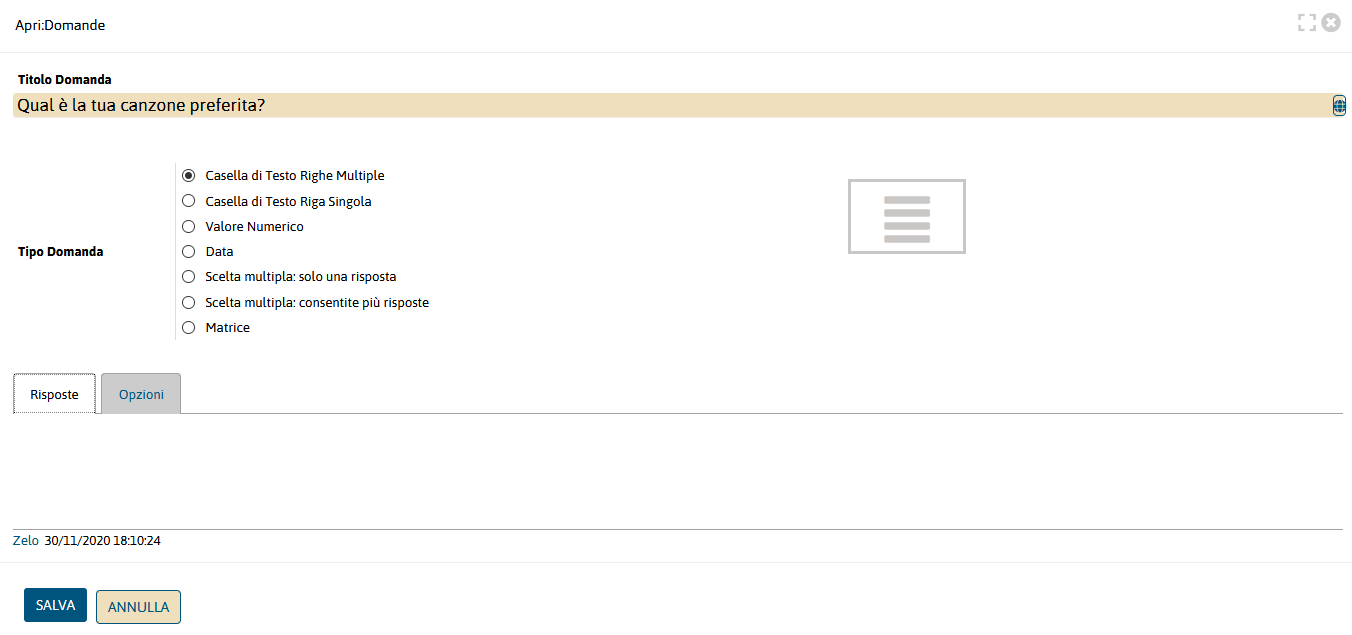 Apri:Domande
Titolo Domanda
Qual è la tua canzone preferita?
Tipo Domanda
Casella di Testo Righe Multiple
Casella di Testo Riga Singola
Valore Numerico
Data
Scelta multipla: solo una risposta
Scelta multipla: consentite più risposte
Matrice
Risposte Opzioni
Zelo 30/11/2020 18:10:24
SALVA ANNULLA